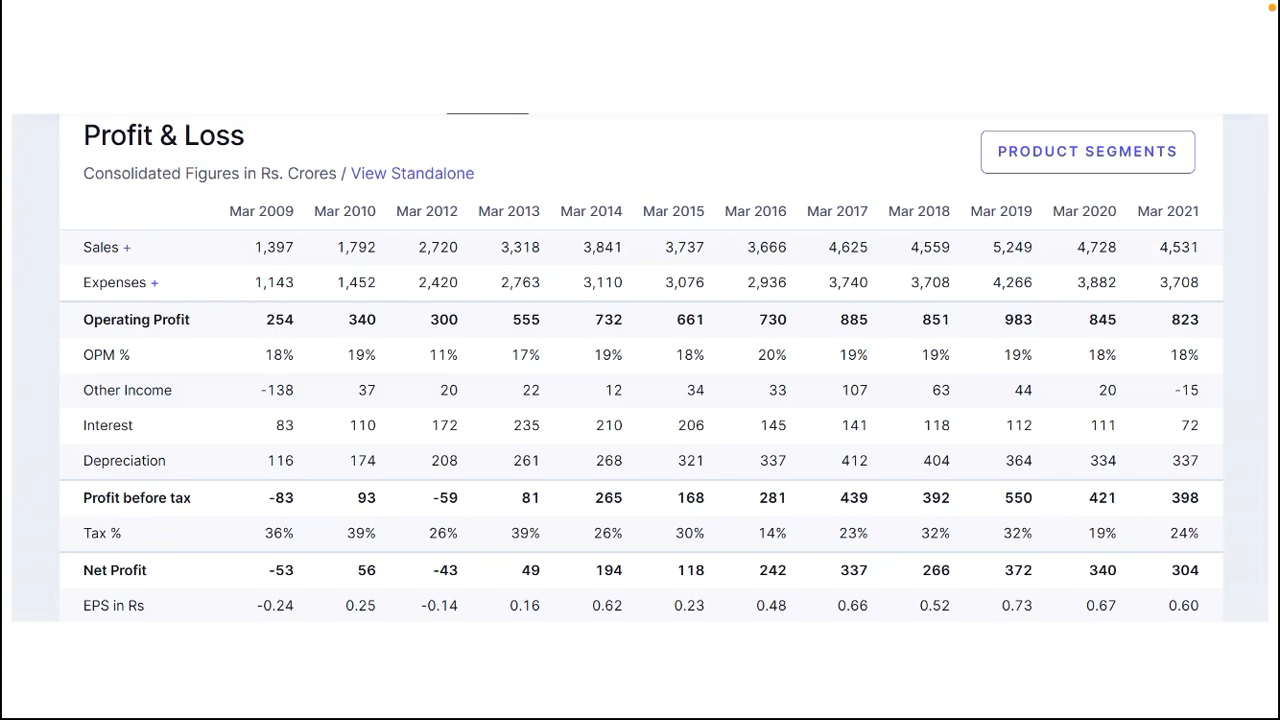 Profit & Loss
PRODUCT SEGMENTS
Consolidated Figures in Rs. Crores / View Standalone
Mar 2009 Mar 2010 Mar 2012 Mar 2013 Mar 2014 Mar 2015 Mar 2016 Mar 2017 Mar 2018 Mar 2019 Mar 2020 Mar 2021
Sales + 1,397 1,792 2,720 3,318 3,841 3,737 3,666 4,625 4,559 5,249 4,728 4,531
Expenses + 1,143 1,452 2,420 2,763 3,110 3,076 2,936 3,740 3,708 4,266 3,882 3,708
Operating Profit 254 340 300 555 732 661 730 885 851 983 845 823
OPM % 18% 19% 11% 17% 19% 18% 20% 19% 19% 19% 18% 18%
Other Income -138 37 20 22 12 34 33 107 63 44 20 -15
Interest 83 110 172 235 210 206 145 141 118 112 111 72
Depreciation 116 174 208 261 268 321 337 412 404 364 334 337
Profit before tax -83 93 -59 81 265 168 281 439 392 550 421 398
Tax % 36% 39% 26% 39% 26% 30% 14% 23% 32% 32% 19% 24%
Net Profit -53 56 -43 49 194 118 242 337 266 372 340 304
EPS in Rs -0.24 0.25 -0.14 0.16 0.62 0.23 0.48 0.66 0.52 0.73 0.67 0.60